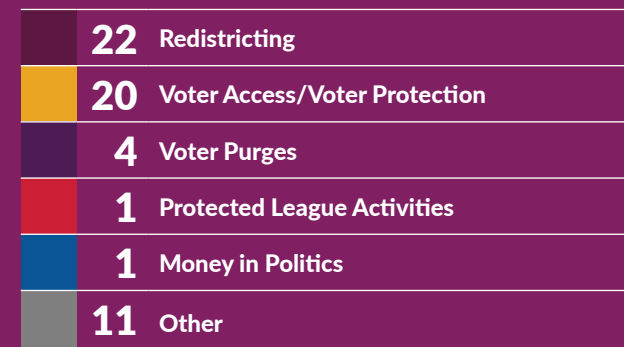 22 Redistricting
20 Voter Access/Voter Protection
4 Voter Purges
1 Protected League Activities
1 Money in Politics
11 Other